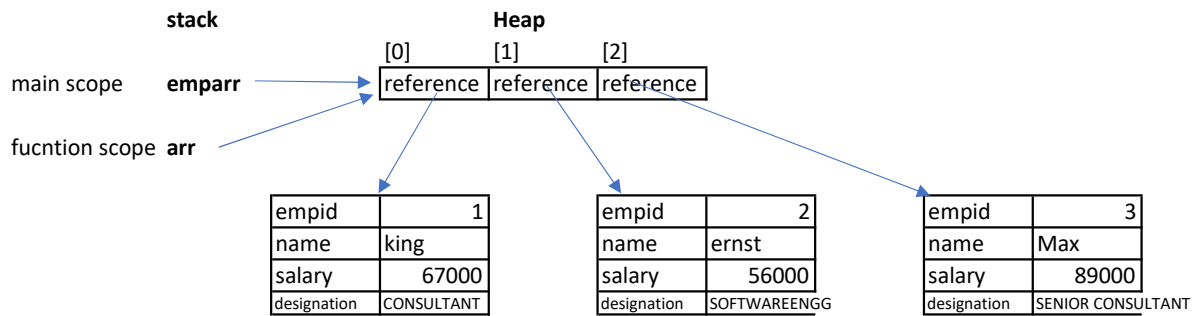 stack Heap
[0] [1] [2]
main scope emparr reference reference reference
fucntion scope arr
empid 1 empid 2 empid 3
name king name ernst name Max
salary 67000 salary 56000 salary 89000
designation CONSULTANT designation SOFTWAREENGG designation SENIOR CONSULTANT